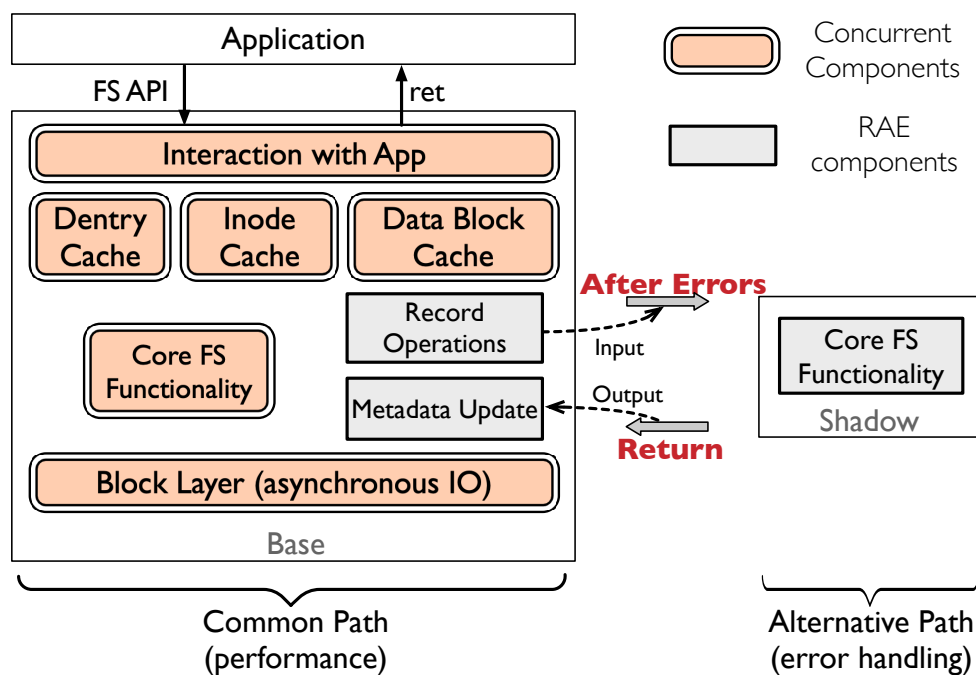 Application
Concurrent
Components
FS API
ret
RAE
components
Interaction with App
Dentry
Cache
Inode
Cache
Data Block
Cache
After Errors
Record
Operations
Input
Core FS
Functionality
Core FS
Functionality
Metadata Update
Output
Shadow
Return
Block Layer (asynchronous IO)
Base
Common Path
(performance)
Alternative Path
(error handling)